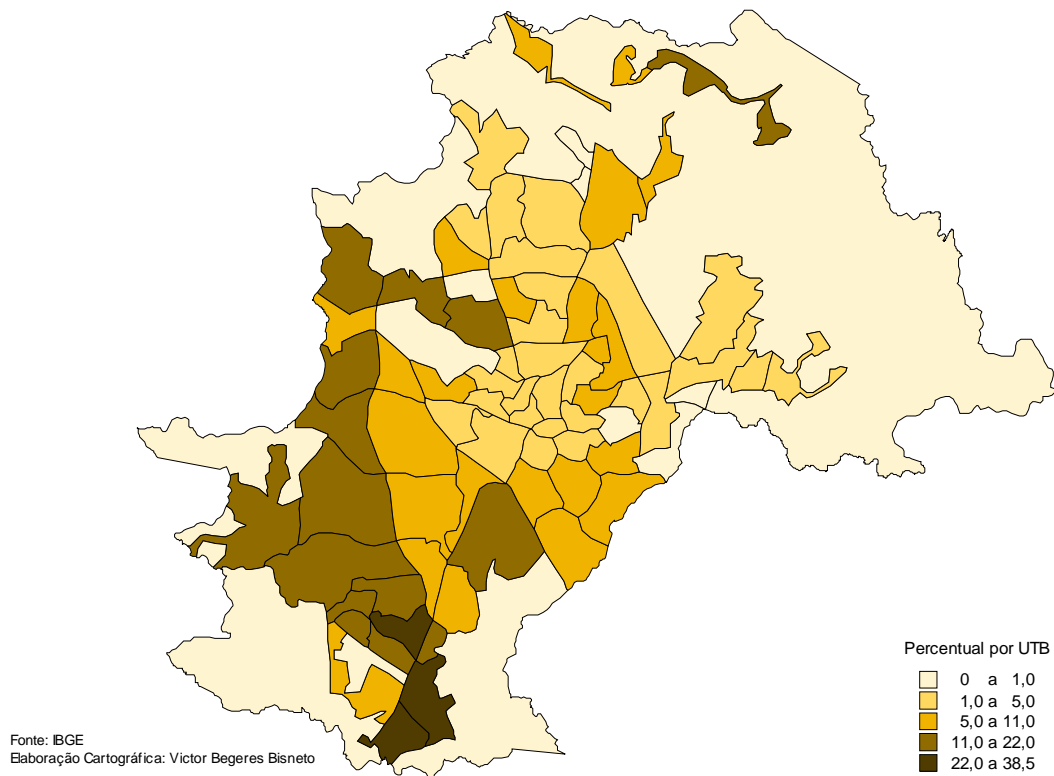 Percentual por UTB
0 a 1,0
1,0 a 5,0
5,0 a 11,0
11,0 a 22,0
22,0 a 38,5
Fonte: IBGE
Elaboração Cartográfica: Victor Begeres Bisneto